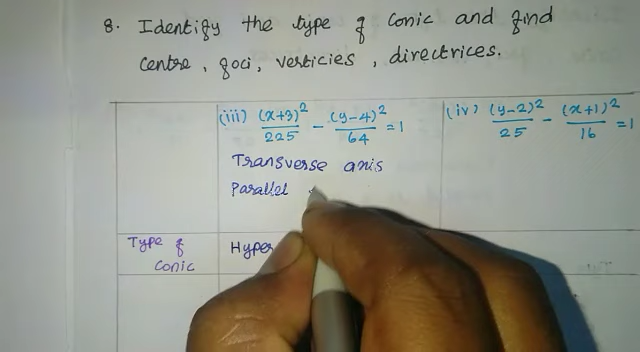 8. Identify the type of Conic and find
Centre, foci, verticies, directrices.
(iii) (x+3)²/225 - (y-4)²/64 = 1
(iv) (y-2)²/25 - (x+1)²/16 = 1
Transverse axis
Parallel
Type of
Conic
Hyper